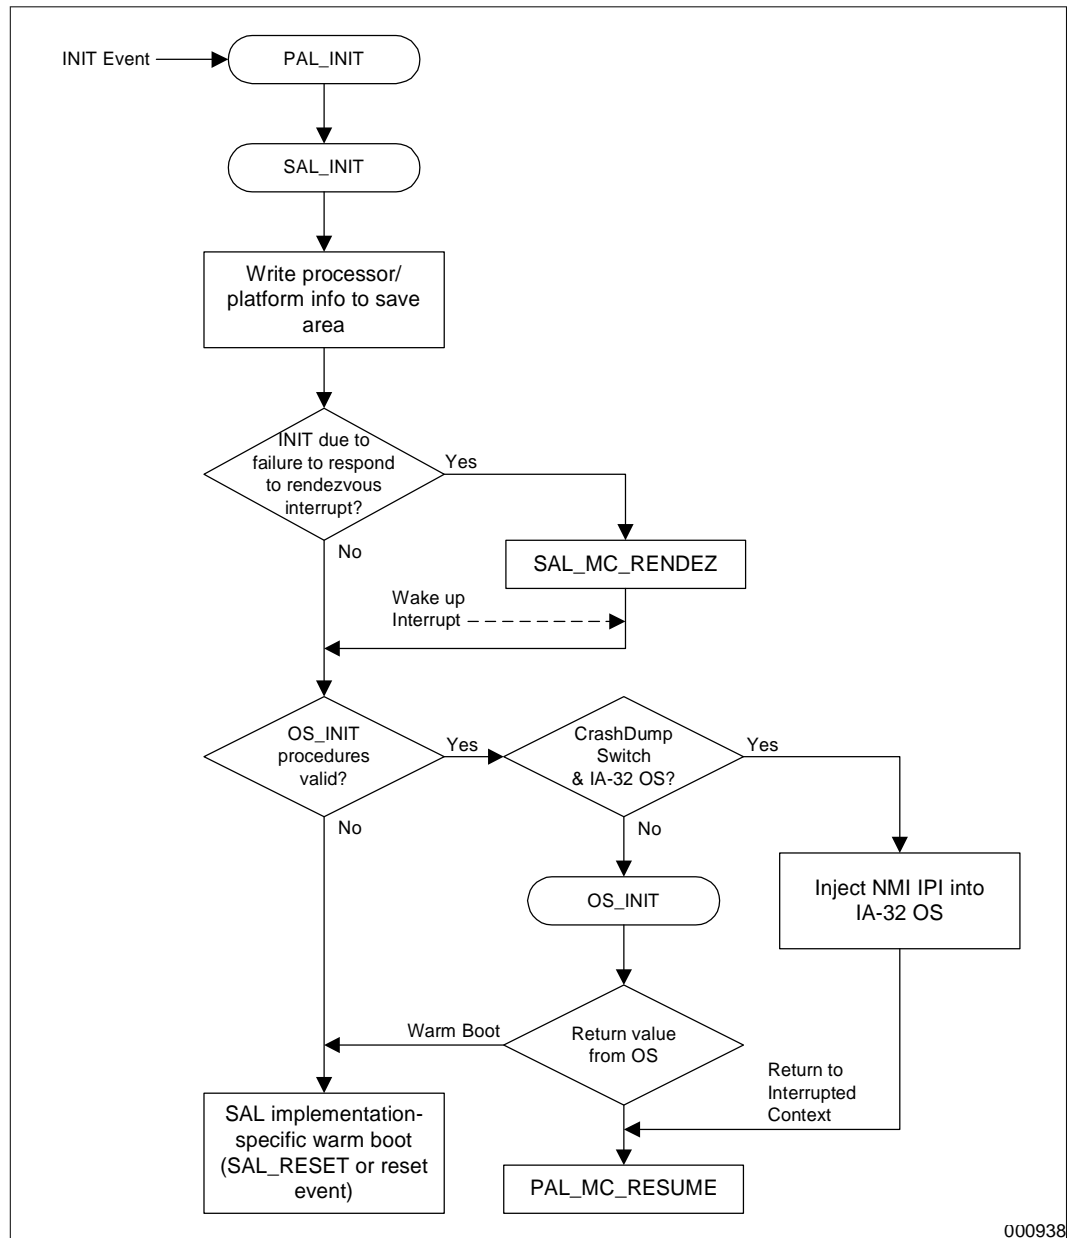 INIT Event
PAL_INIT
SAL_INIT
Write processor/
platform info to save
area
INIT due to
failure to respond
to rendezvous
interrupt?
Yes
No
SAL_MC_RENDEZ
Wake up
Interrupt
OS_INIT
procedures
valid?
Yes
CrashDump
Switch
& IA-32 OS?
Yes
No
No
Inject NMI IPI into
IA-32 OS
OS_INIT
Warm Boot
Return value
from OS
Return to
Interrupted
Context
SAL implementation-
specific warm boot
(SAL_RESET or reset
event)
PAL_MC_RESUME
000938